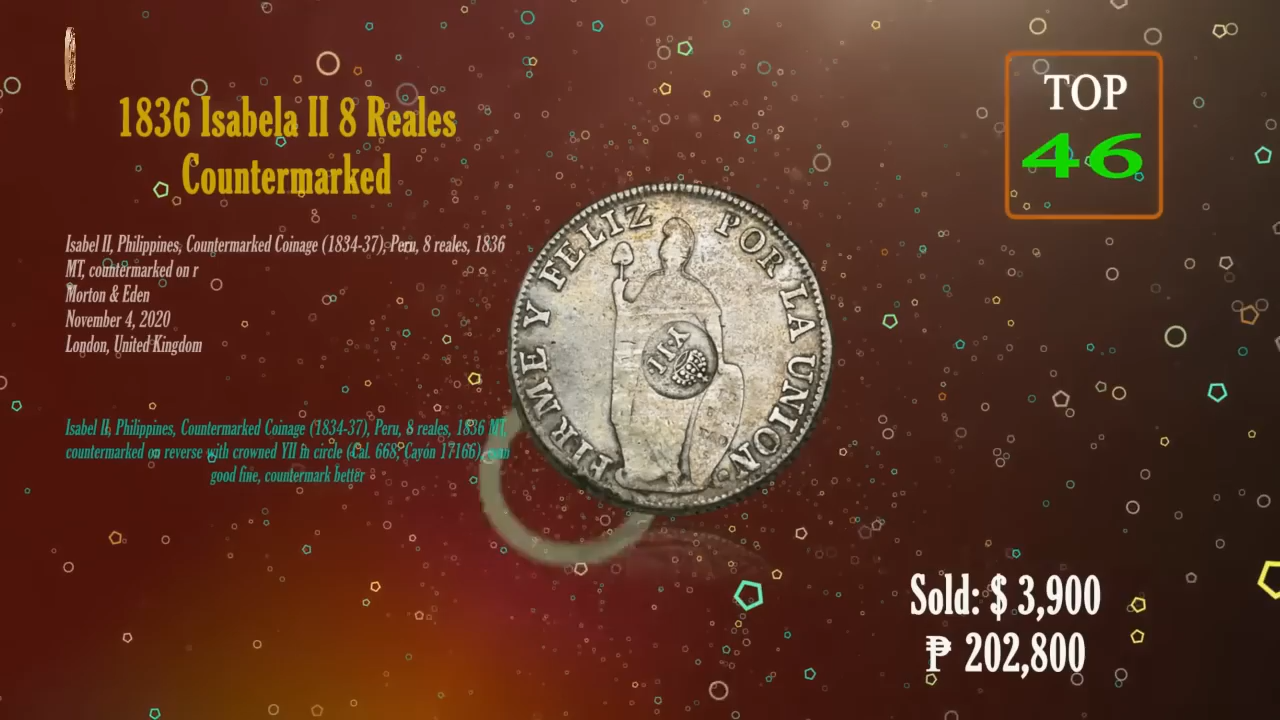 1836 Isabela II 8 Reales
Countermarked
TOP
46
Isabel II, Philippines, Countermarked Coinage (1834-37), Peru, 8 reales, 1836
MT, countermarked on r
Morton & Eden
November 4, 2020
London, United Kingdom
Isabel II, Philippines, Countermarked Coinage (1834-37), Peru, 8 reales, 1836 MT,
countermarked on reverse with crowned YII in circle (Cal. 668; Cayón 17166),
good fine, countermark better
FIRME Y FELIZ POR LA UNION
Y.II
Sold: $ 3,900
₱ 202,800